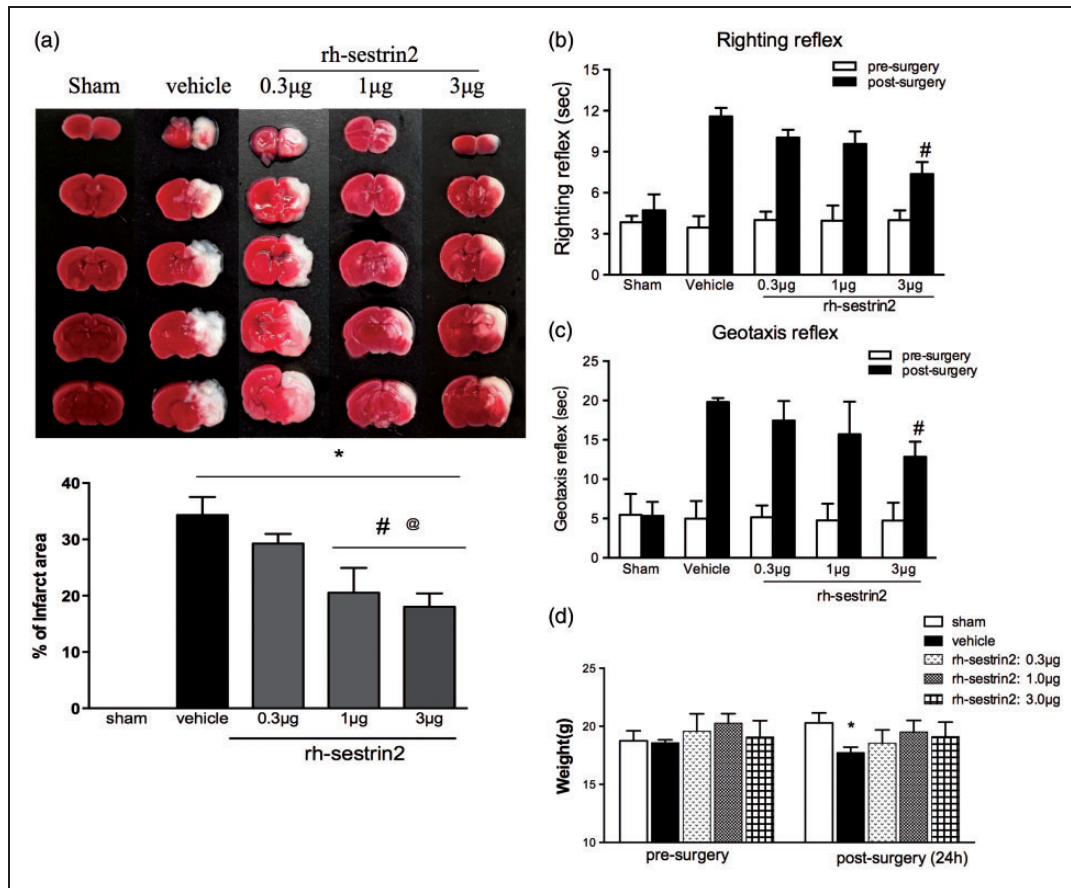 (a)
rh-sestrin2
Sham vehicle 0.3µg 1µg 3µg
*
# @
40
30
20
10
0
% of Infarct area
sham vehicle 0.3µg 1µg 3µg
rh-sestrin2
(b)
Righting reflex
pre-surgery
post-surgery
15
12
9
6
3
0
Righting reflex (sec)
#
Sham Vehicle 0.3µg 1µg 3µg
rh-sestrin2
(c)
Geotaxis reflex
pre-surgery
post-surgery
25
20
15
10
5
0
Geotaxis reflex (sec)
#
Sham Vehicle 0.3µg 1µg 3µg
rh-sestrin2
(d)
sham
vehicle
rh-sestrin2: 0.3µg
rh-sestrin2: 1.0µg
rh-sestrin2: 3.0µg
25
20
15
10
Weight(g)
*
pre-surgery post-surgery (24h)